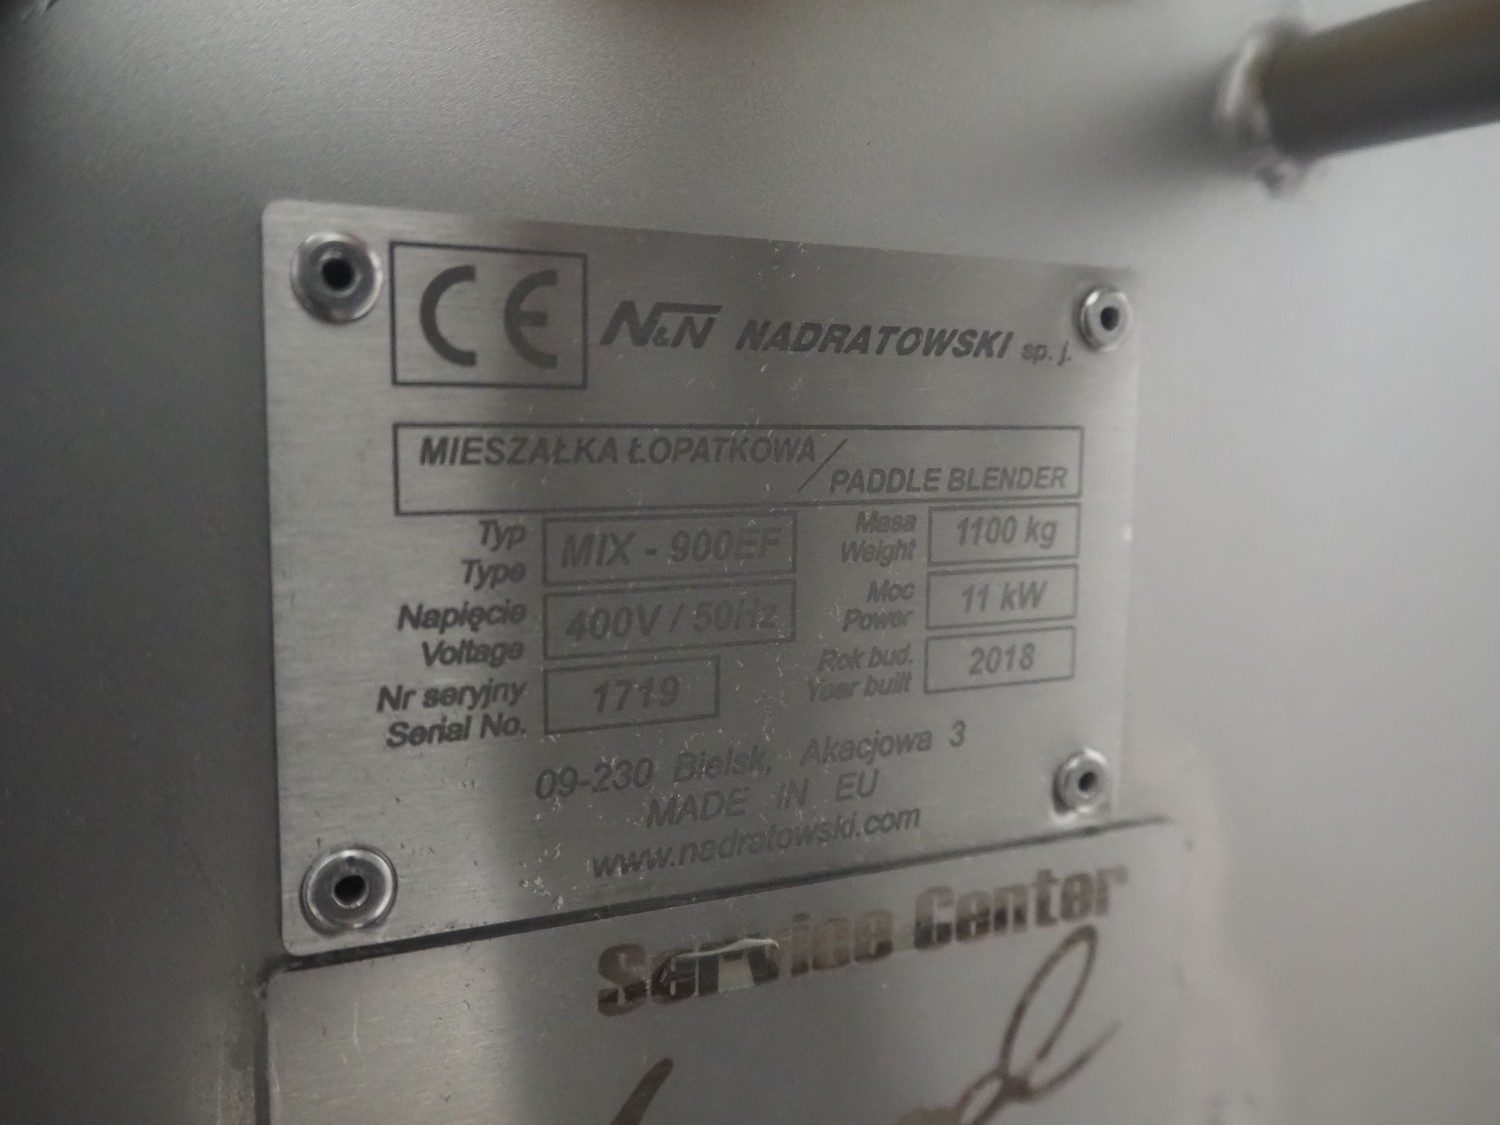 CE N&N NADRATOWSKI sp. j.
MIESZAŁKA ŁOPATKOWA / PADDLE BLENDER
Typ
Type
MIX - 900EF
Masa
Weight
1100 kg
Napięcie
Voltage
400V / 50Hz
Moc
Power
11 kW
Nr seryjny
Serial No.
1719
Rok bud.
Year built
2018
09-230 Bielsk, Akacjowa 3
MADE IN EU
www.nadratowski.com
Service Center